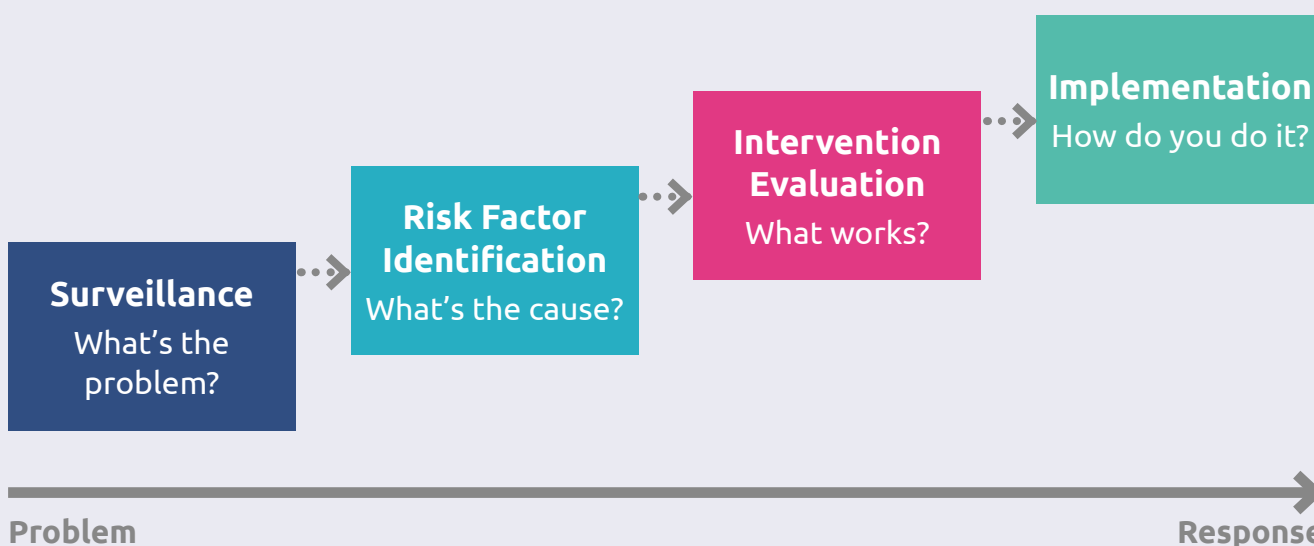 Surveillance
What's the
problem?
Risk Factor
Identification
What's the cause?
Intervention
Evaluation
What works?
Implementation
How do you do it?
Problem
Response